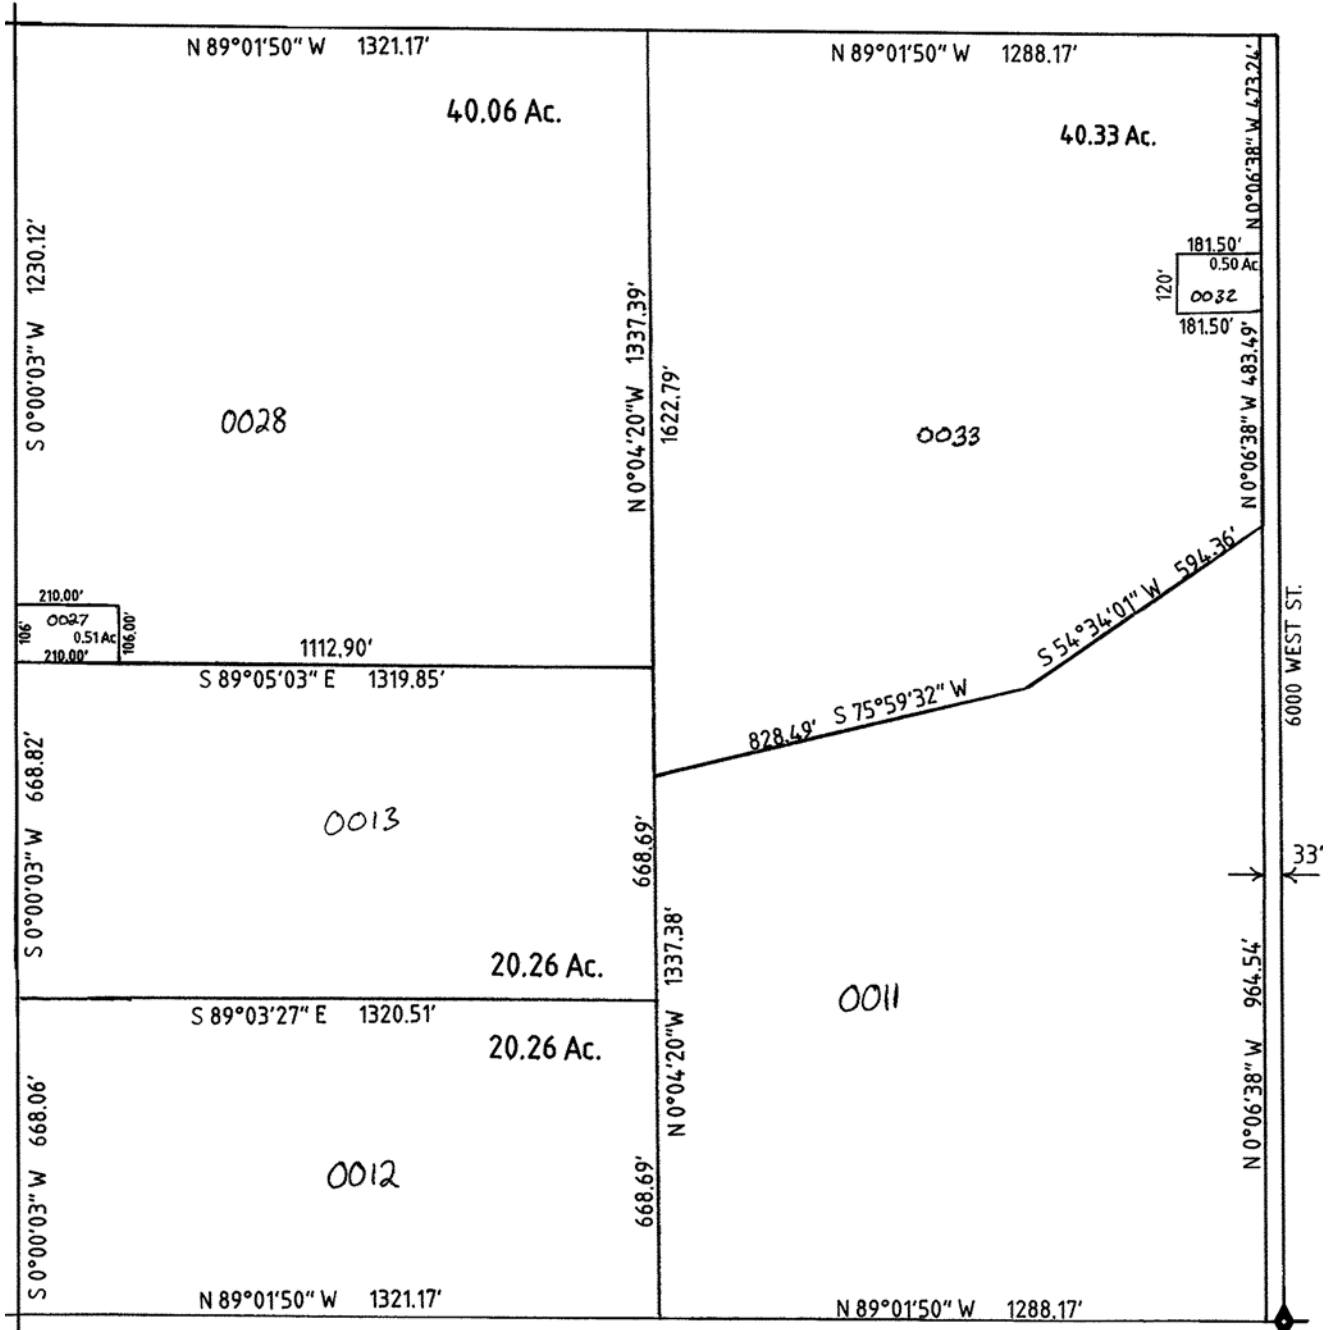 N 89°01'50" W 1321.17'
N 89°01'50" W 1288.17'
40.06 Ac.
40.33 Ac.
N 0°06'38" W 473.24'
S 0°00'03" W 1230.12'
181.50'
0.50 Ac
120'
0032
181.50'
N 0°04'20"W 1337.39'
1622.79'
N 0°06'38" W 483.49'
0028
0033
210.00'
0027
0.51 Ac
106'
106.00'
210.00'
1112.90'
S 89°05'03" E 1319.85'
S 54°34'01" W 594.36'
828.49' S 75°59'32" W
6000 WEST ST.
S 0°00'03" W 668.82'
0013
668.69'
33'
20.26 Ac.
N 0°04'20"W 1337.38'
0011
N 0°06'38" W 964.54'
S 89°03'27" E 1320.51'
20.26 Ac.
S 0°00'03" W 668.06'
0012
668.69'
N 89°01'50" W 1321.17'
N 89°01'50" W 1288.17'